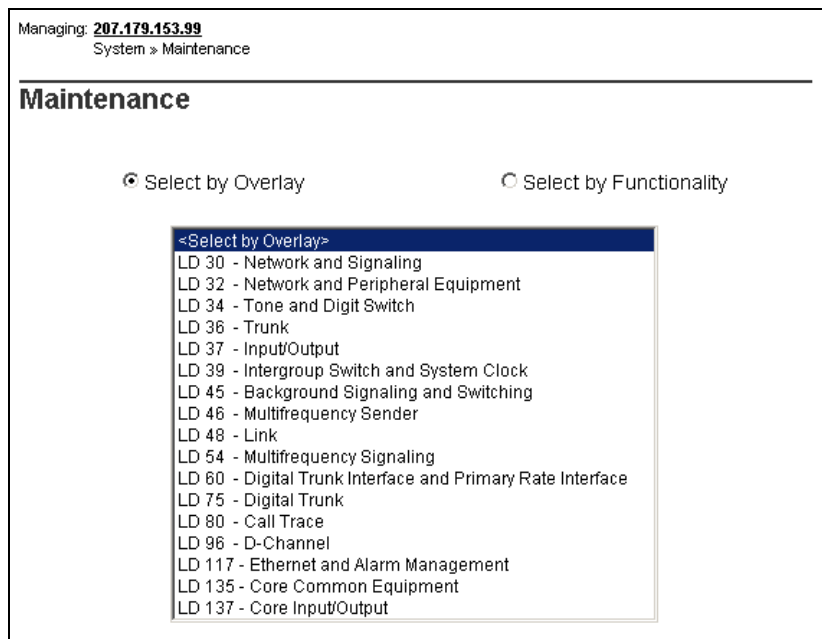 Managing: 207.179.153.99
System » Maintenance
Maintenance
Select by Overlay Select by Functionality
<Select by Overlay>
LD 30 - Network and Signaling
LD 32 - Network and Peripheral Equipment
LD 34 - Tone and Digit Switch
LD 36 - Trunk
LD 37 - Input/Output
LD 39 - Intergroup Switch and System Clock
LD 45 - Background Signaling and Switching
LD 46 - Multifrequency Sender
LD 48 - Link
LD 54 - Multifrequency Signaling
LD 60 - Digital Trunk Interface and Primary Rate Interface
LD 75 - Digital Trunk
LD 80 - Call Trace
LD 96 - D-Channel
LD 117 - Ethernet and Alarm Management
LD 135 - Core Common Equipment
LD 137 - Core Input/Output